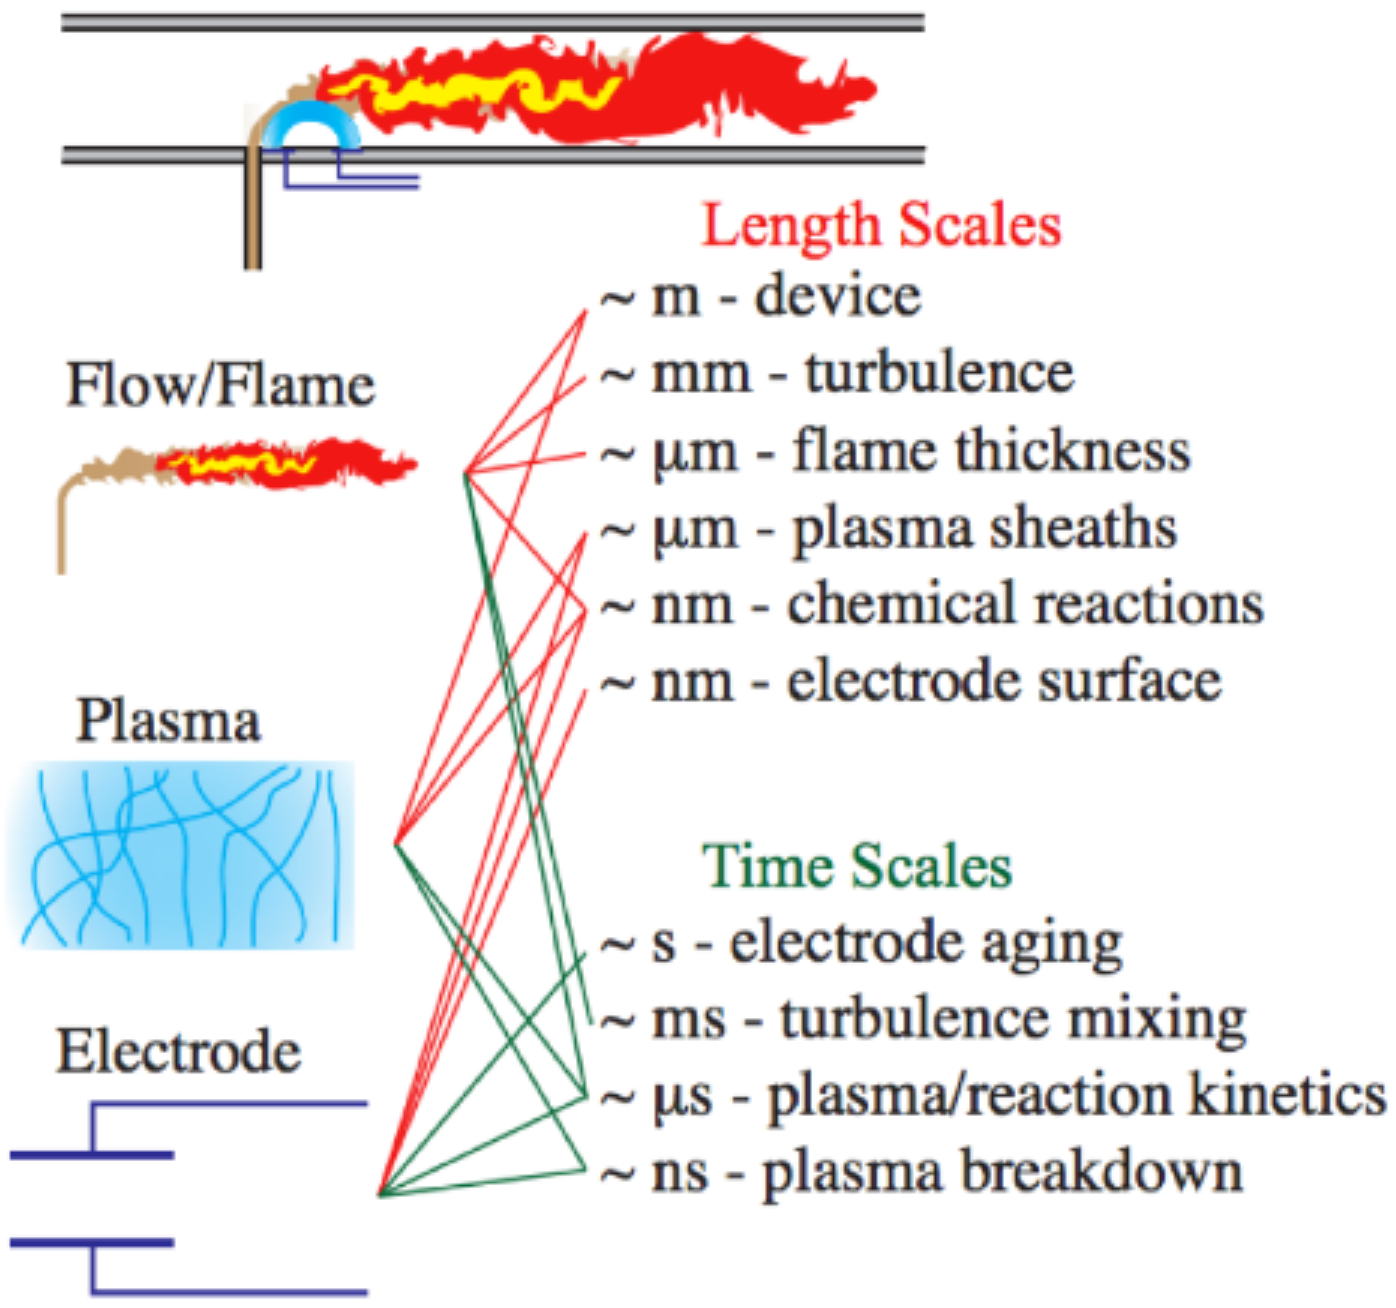 Length Scales
~ m - device
~ mm - turbulence
Flow/Flame
~ μm - flame thickness
~ μm - plasma sheaths
~ nm - chemical reactions
~ nm - electrode surface
Plasma
Time Scales
~ s - electrode aging
~ ms - turbulence mixing
Electrode
~ μs - plasma/reaction kinetics
~ ns - plasma breakdown